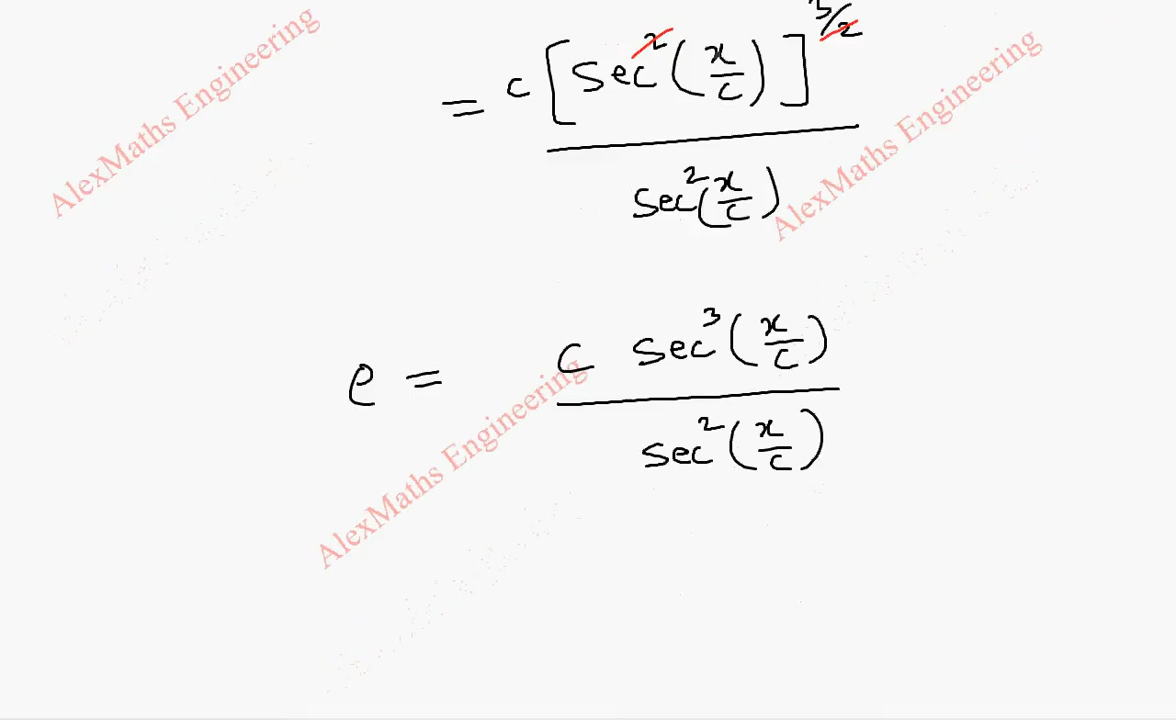 = c [sec²(x/c)]^3/2
sec²(x/c)
ρ = c sec³(x/c)
sec²(x/c)
AlexMaths Engineering
AlexMaths Engineering
AlexMaths Engineering